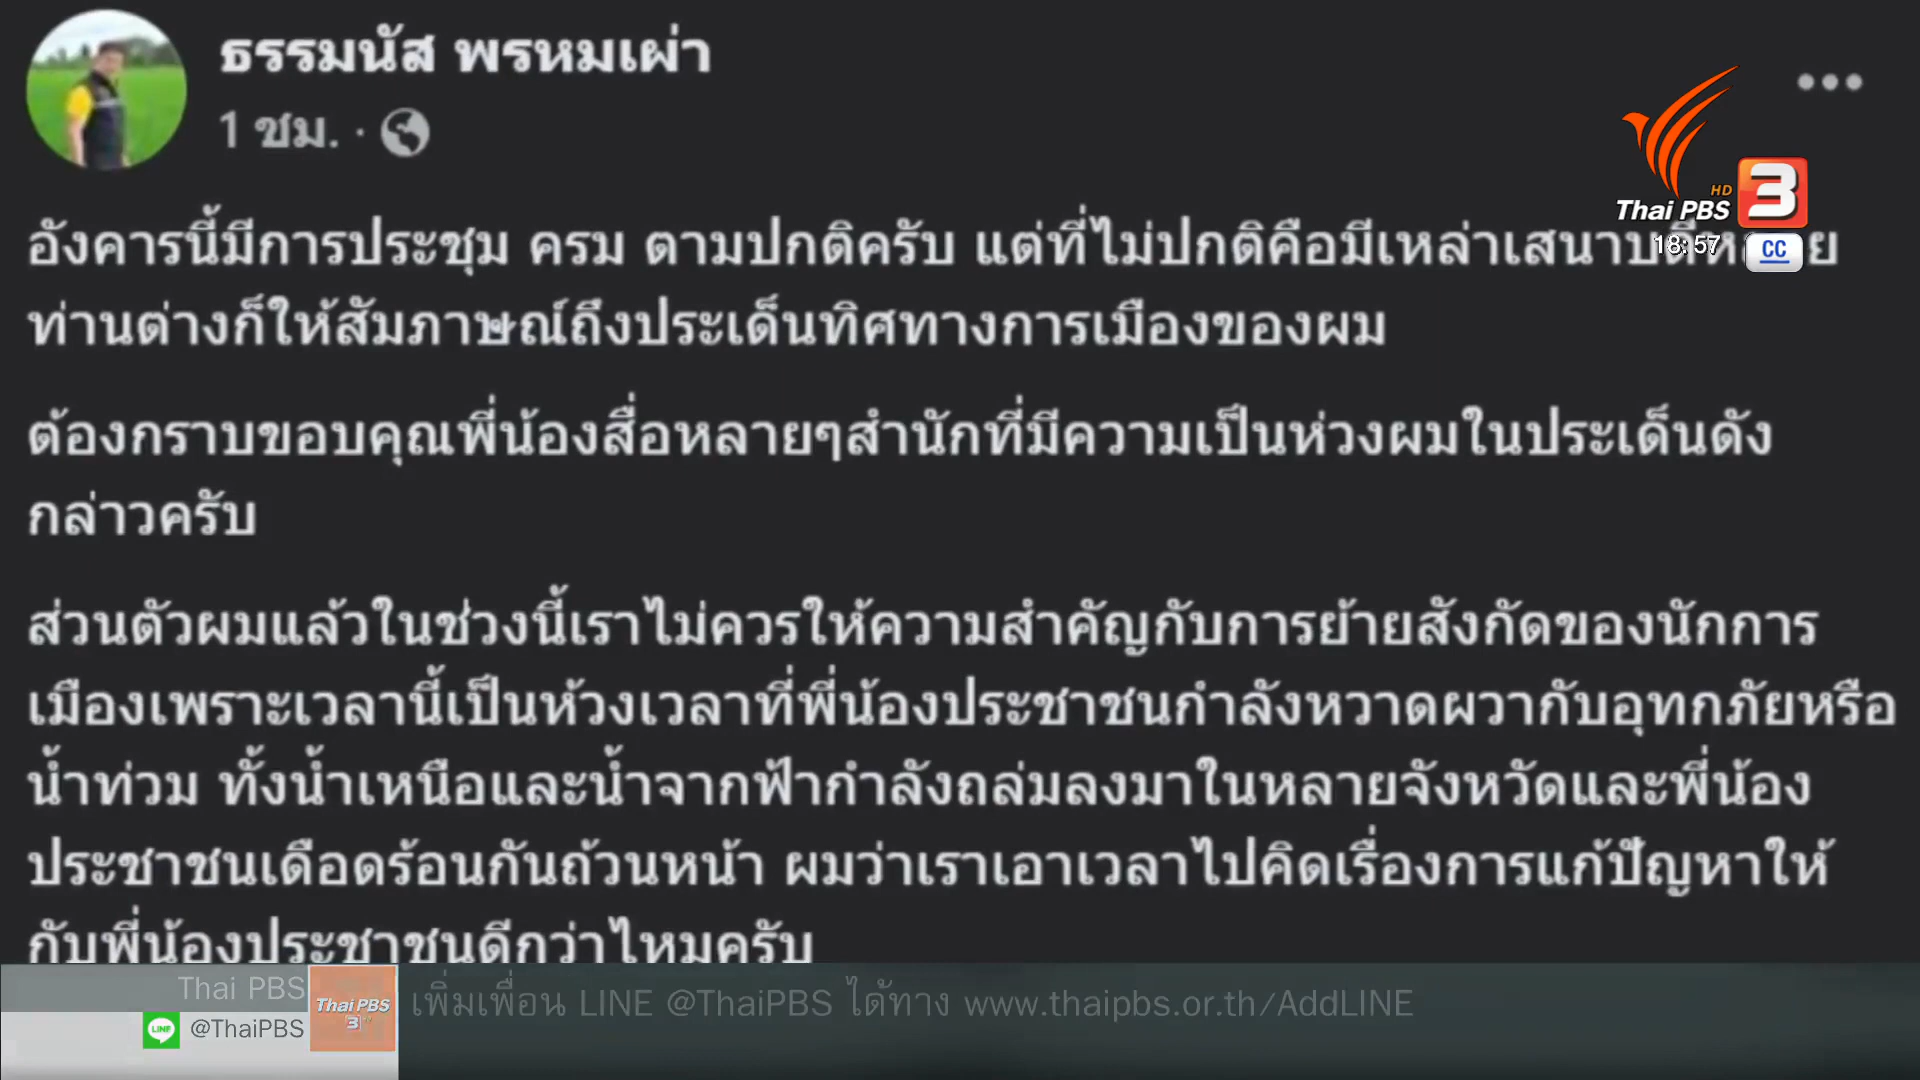 ธรรมนัส พรหมเผ่า
1 ชม.
Thai PBS HD 3
18:57
CC
อังคารนี้มีการประชุม ครม ตามปกติครับ แต่ที่ไม่ปกติคือมีเหล่าเสนาบดี
ท่านต่างก็ให้สัมภาษณ์ถึงประเด็นทิศทางการเมืองของผม
ต้องกราบขอบคุณพี่น้องสื่อหลายๆสำนักที่มีความเป็นห่วงผมในประเด็นดัง
กล่าวครับ
ส่วนตัวผมแล้วในช่วงนี้เราไม่ควรให้ความสำคัญกับการย้ายสังกัดของนักการ
เมืองเพราะเวลานี้เป็นห้วงเวลาที่พี่น้องประชาชนกำลังหวาดผวากับอุทกภัยหรือ
น้ำท่วม ทั้งน้ำเหนือและน้ำจากฟ้ากำลังถล่มลงมาในหลายจังหวัดและพี่น้อง
ประชาชนเดือดร้อนกันถ้วนหน้า ผมว่าเราเอาเวลาไปคิดเรื่องการแก้ปัญหาให้
กับพี่น้องประชาชนดีกว่าไหมครับ
Thai PBS
LINE @ThaiPBS
Thai PBS 3
เพิ่มเพื่อน LINE @ThaiPBS ได้ทาง www.thaipbs.or.th/AddLINE